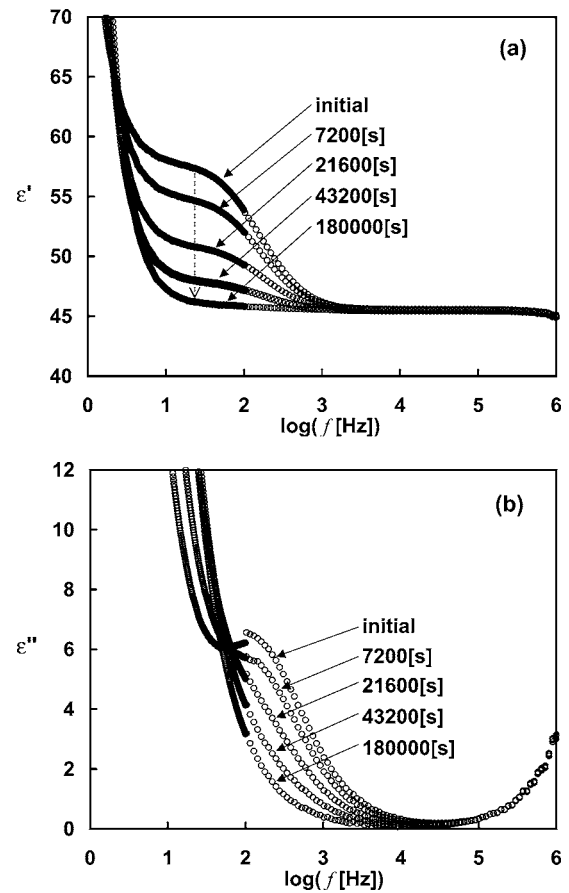 (a)
70
65
60
55
50
45
40
ε'
initial
7200[s]
21600[s]
43200[s]
180000[s]
0 1 2 3 4 5 6
log(f[Hz])
(b)
12
10
8
6
4
2
0
ε"
initial
7200[s]
21600[s]
43200[s]
180000[s]
0 1 2 3 4 5 6
log(f[Hz])